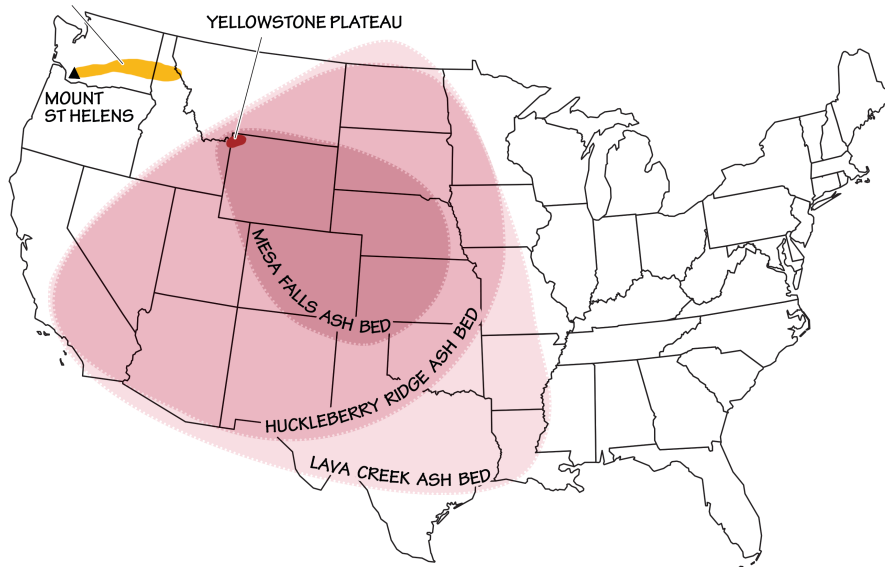 YELLOWSTONE PLATEAU
MOUNT
ST HELENS
MESA FALLS ASH BED
HUCKLEBERRY RIDGE ASH BED
LAVA CREEK ASH BED